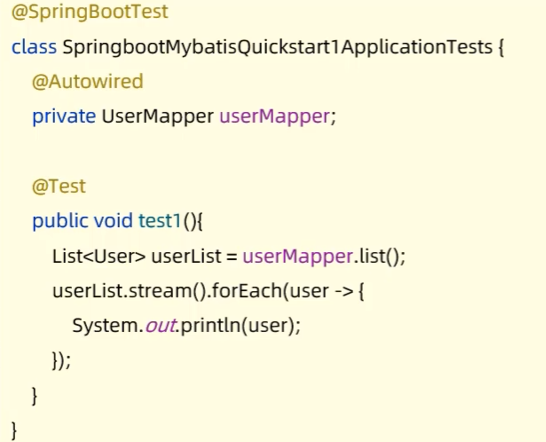 @SpringBootTest
class SpringbootMybatisQuickstart1ApplicationTests {
@Autowired
private UserMapper userMapper;
@Test
public void test1(){
List<User> userList = userMapper.list();
userList.stream().forEach(user -> {
System.out.println(user);
});
}
}